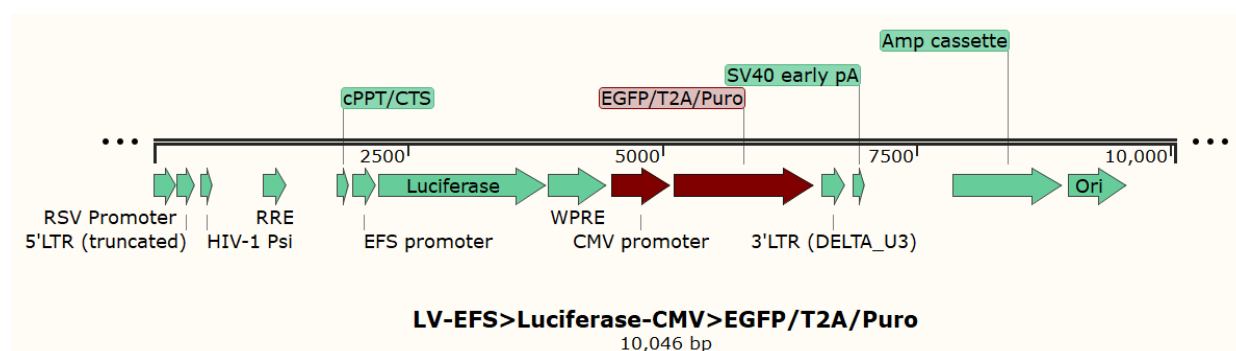 Amp cassette
SV40 early pA
cPPT/CTS
EGFP/T2A/Puro
2500
5000
7500
10,000
Luciferase
Ori
RSV Promoter
RRE
WPRE
5'LTR (truncated)
HIV-1 Psi
EFS promoter
CMV promoter
3'LTR (DELTA_U3)
LV-EFS>Luciferase-CMV>EGFP/T2A/Puro
10,046 bp